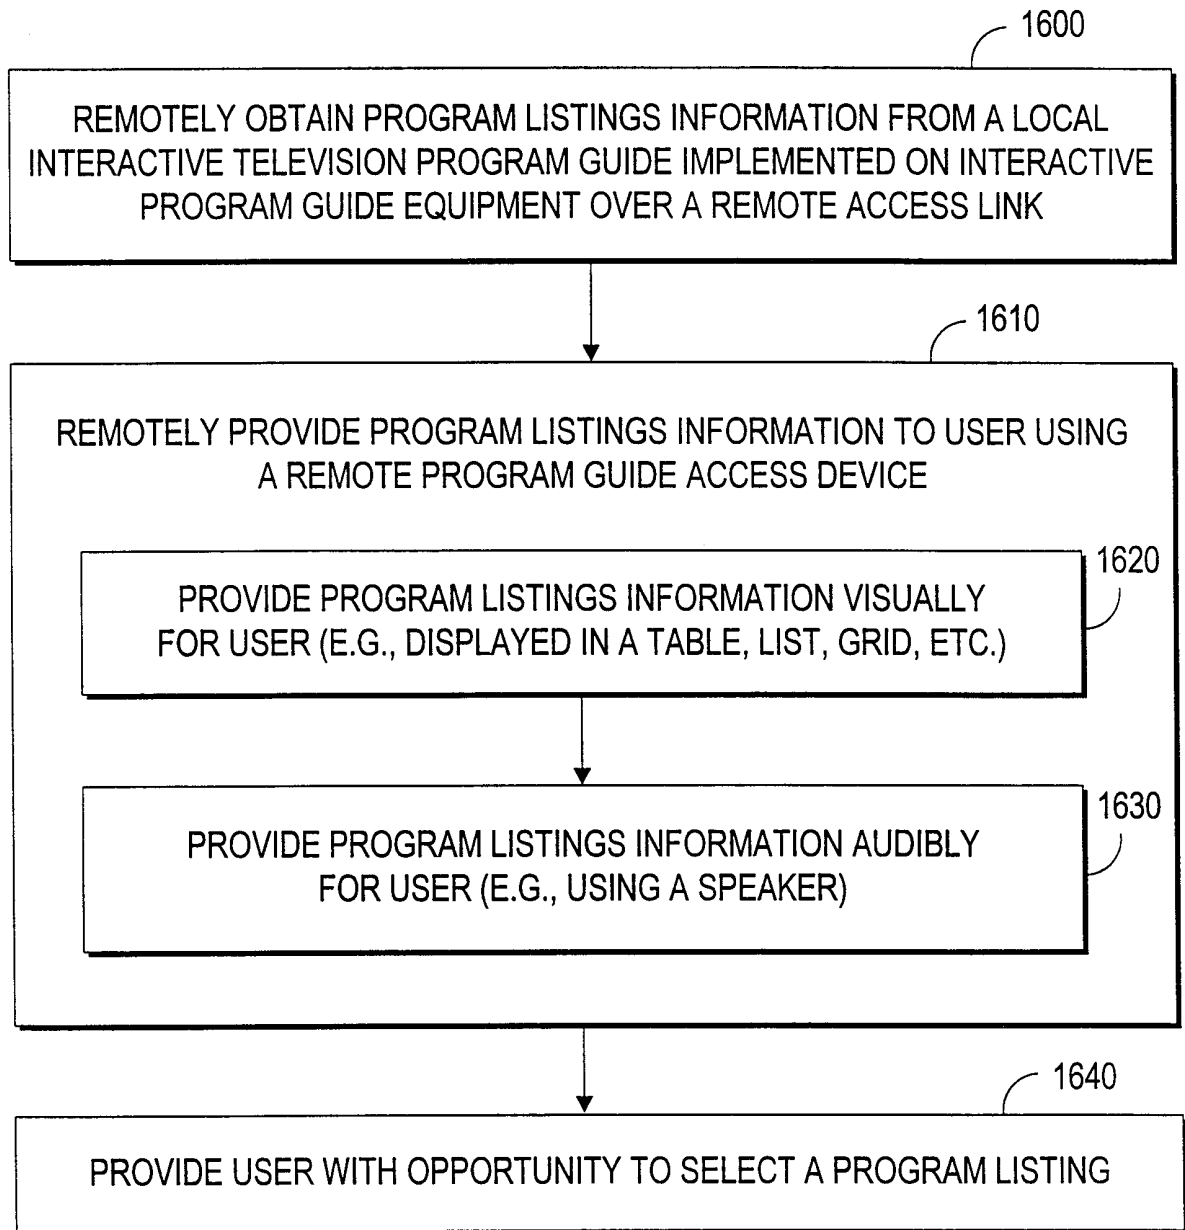 1600
REMOTELY OBTAIN PROGRAM LISTINGS INFORMATION FROM A LOCAL
INTERACTIVE TELEVISION PROGRAM GUIDE IMPLEMENTED ON INTERACTIVE
PROGRAM GUIDE EQUIPMENT OVER A REMOTE ACCESS LINK
1610
REMOTELY PROVIDE PROGRAM LISTINGS INFORMATION TO USER USING
A REMOTE PROGRAM GUIDE ACCESS DEVICE
1620
PROVIDE PROGRAM LISTINGS INFORMATION VISUALLY
FOR USER (E.G., DISPLAYED IN A TABLE, LIST, GRID, ETC.)
1630
PROVIDE PROGRAM LISTINGS INFORMATION AUDIBLY
FOR USER (E.G., USING A SPEAKER)
1640
PROVIDE USER WITH OPPORTUNITY TO SELECT A PROGRAM LISTING